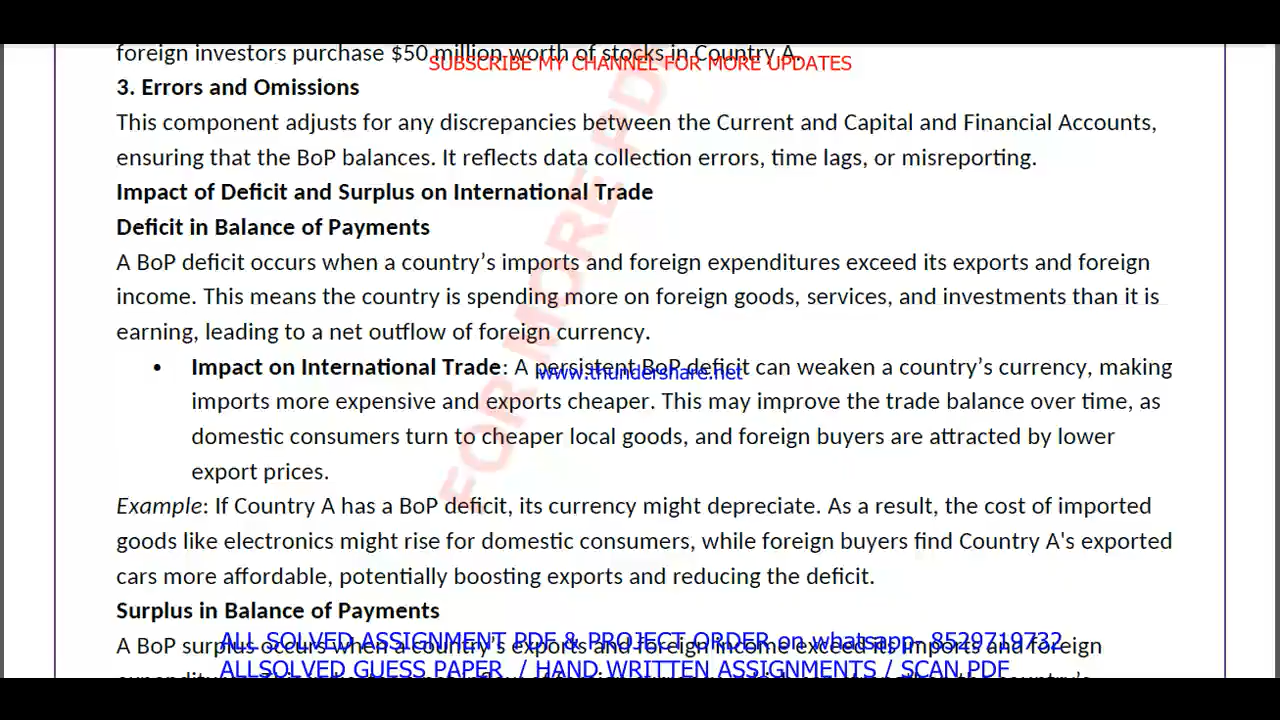 foreign investors purchase $50 million worth of stocks in Country A.
SUBSCRIBE MY CHANNEL FOR MORE UPDATES
3. Errors and Omissions
This component adjusts for any discrepancies between the Current and Capital and Financial Accounts,
ensuring that the BoP balances. It reflects data collection errors, time lags, or misreporting.
Impact of Deficit and Surplus on International Trade
Deficit in Balance of Payments
A BoP deficit occurs when a country’s imports and foreign expenditures exceed its exports and foreign
income. This means the country is spending more on foreign goods, services, and investments than it is
earning, leading to a net outflow of foreign currency.
• Impact on International Trade: A persistent BoP deficit can weaken a country’s currency, making
www.thundershare.net
imports more expensive and exports cheaper. This may improve the trade balance over time, as
domestic consumers turn to cheaper local goods, and foreign buyers are attracted by lower
export prices.
Example: If Country A has a BoP deficit, its currency might depreciate. As a result, the cost of imported
goods like electronics might rise for domestic consumers, while foreign buyers find Country A's exported
cars more affordable, potentially boosting exports and reducing the deficit.
Surplus in Balance of Payments
A BoP surplus occurs when a country’s exports and foreign income exceed its imports and foreign
ALL SOLVED ASSIGNMENT PDF & PROJECT ORDER on whatsapp- 8529719732
ALLSOLVED GUESS PAPER / HAND WRITTEN ASSIGNMENTS / SCAN PDF
FOR MORE PDF